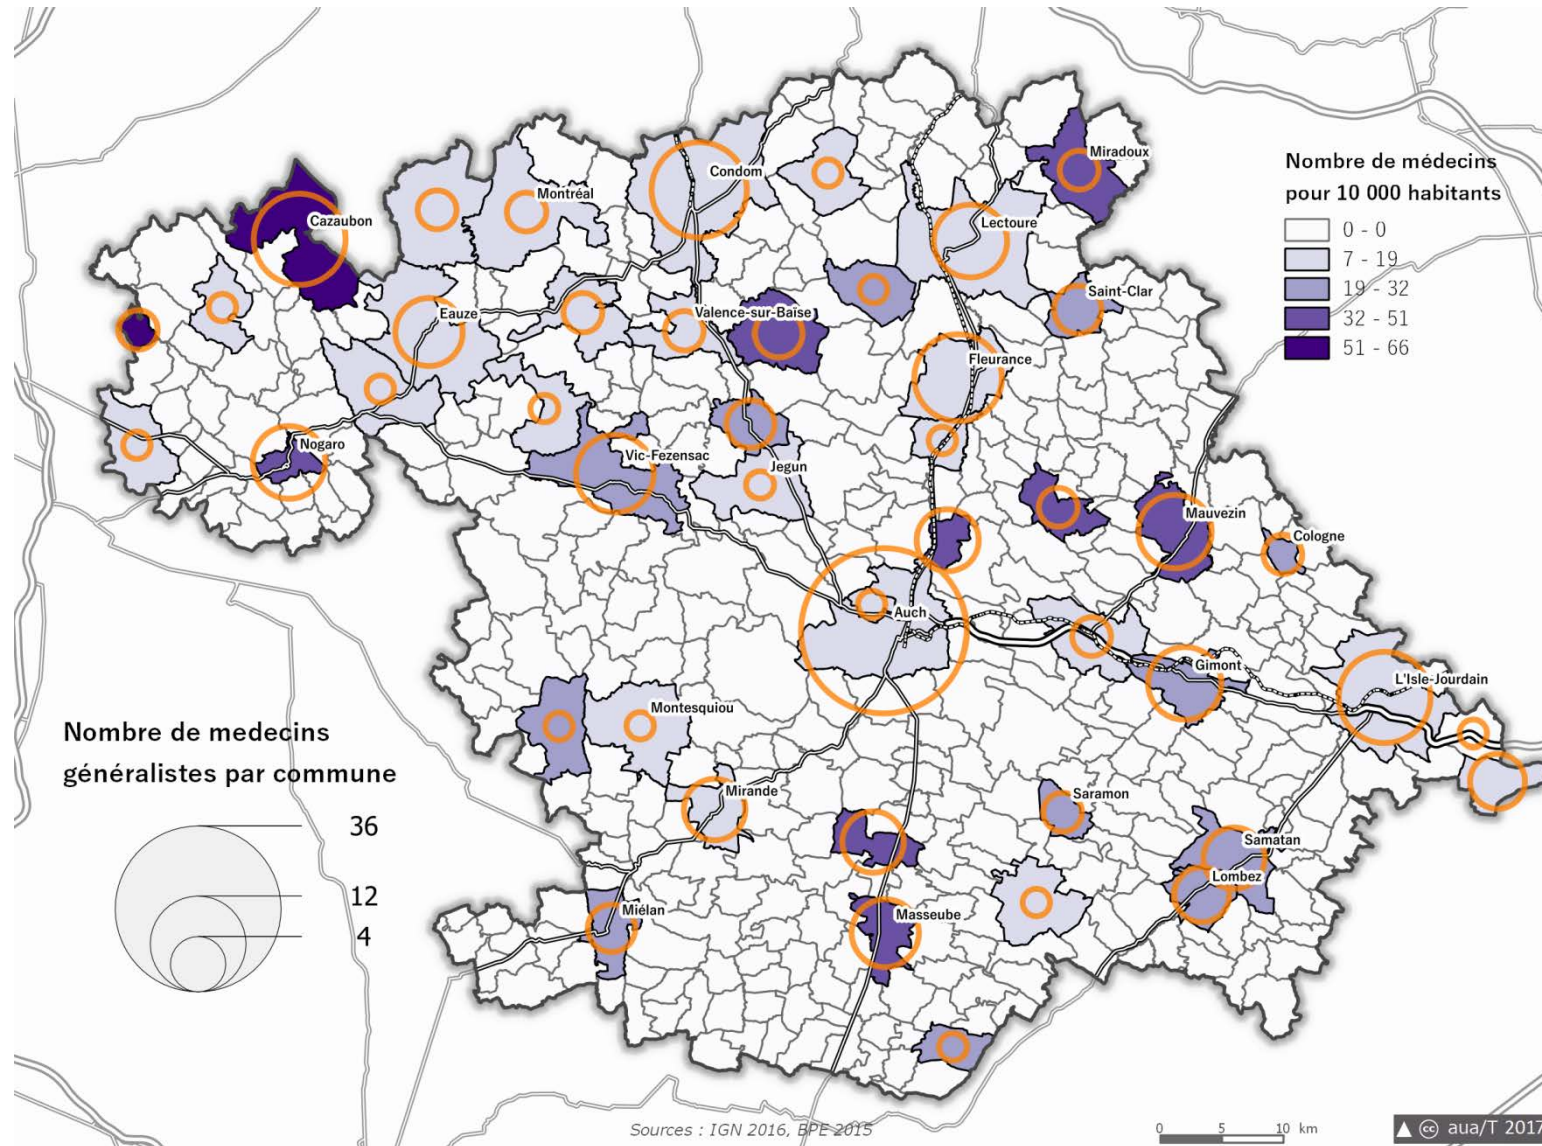 Miradoux
Condom
Montréal
Cazaubon
Lectoure
Saint-Clar
Eauze
Valence-sur-Baïse
Fleurance
Nogaro
Vic-Fezensac
Jegun
Mauvezin
Cologne
Auch
Gimont
L'Isle-Jourdain
Montesquiou
Mirande
Saramon
Samatan
Lombez
Miélan
Masseube
Nombre de médecins
pour 10 000 habitants
0 - 0
7 - 19
19 - 32
32 - 51
51 - 66
Nombre de medecins
généralistes par commune
36
12
4
Sources : IGN 2016, BPE 2015
0 5 10 km
cc aua/T 2017